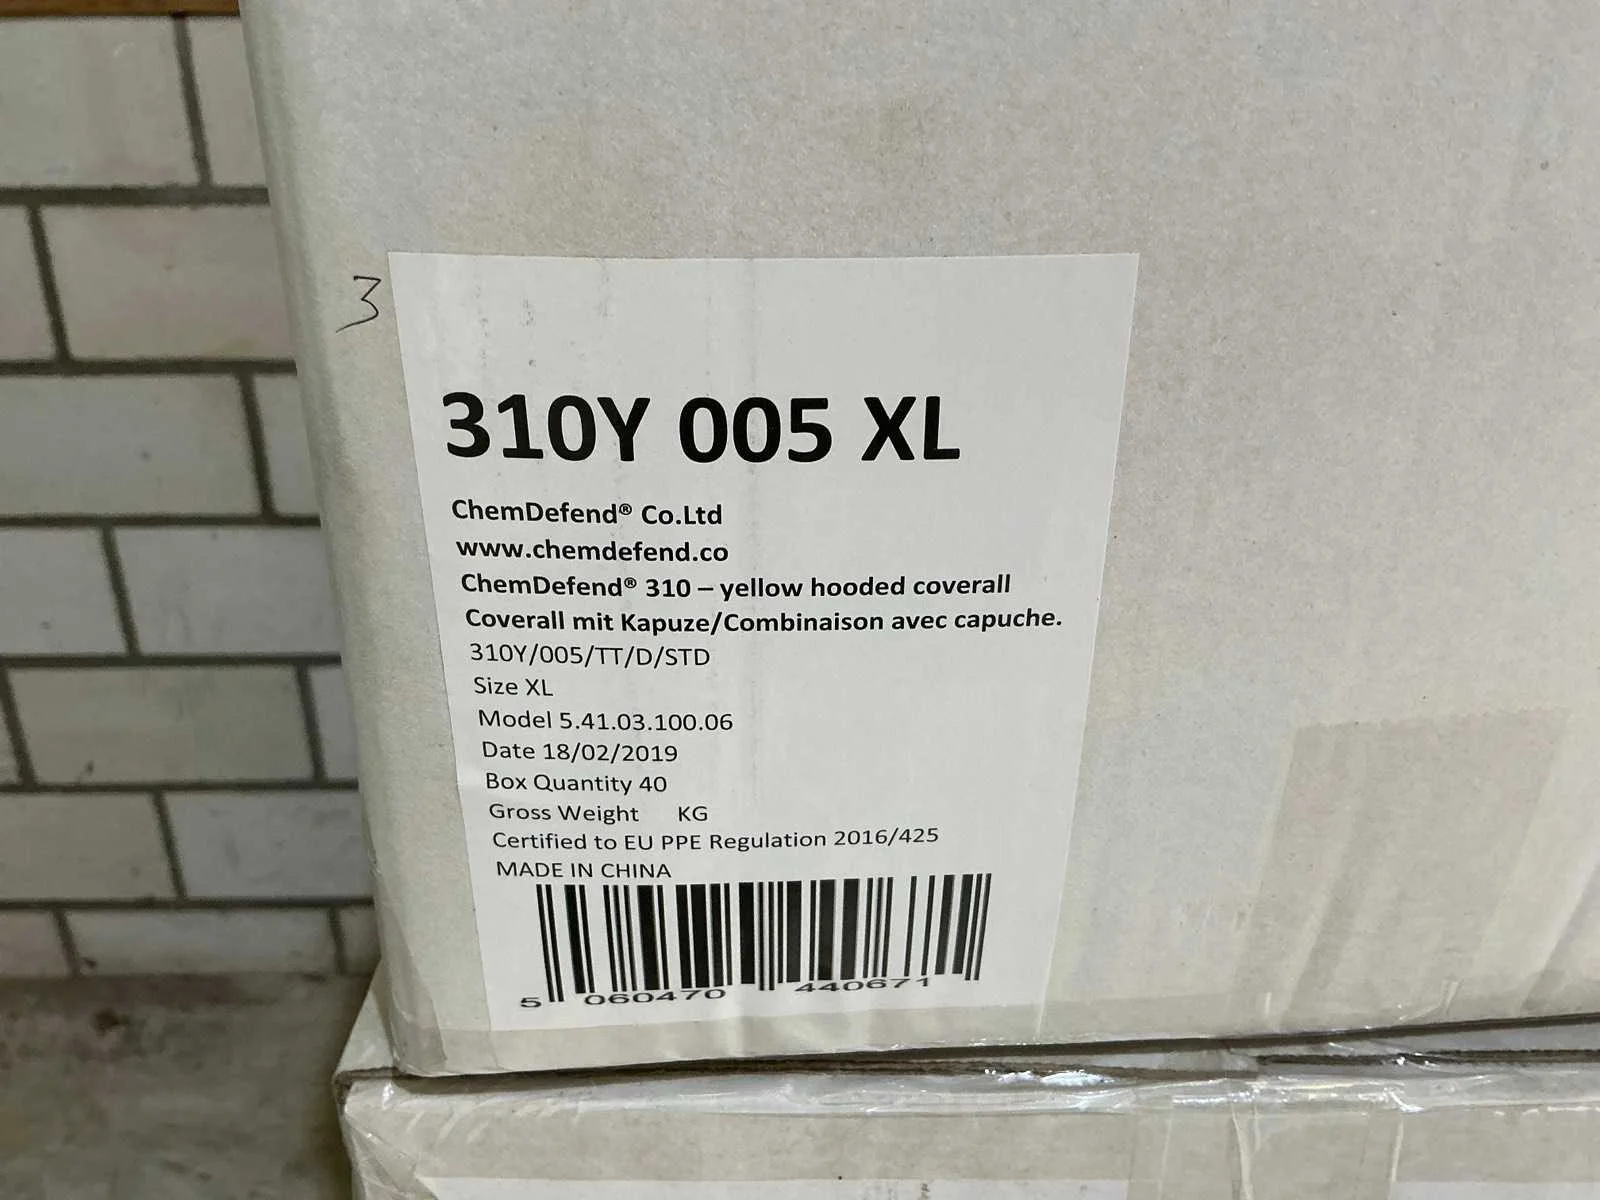 3
310Y 005 XL
ChemDefend® Co.Ltd
www.chemdefend.co
ChemDefend® 310 – yellow hooded coverall
Coverall mit Kapuze/Combinaison avec capuche.
310Y/005/TT/D/STD
Size XL
Model 5.41.03.100.06
Date 18/02/2019
Box Quantity 40
Gross Weight KG
Certified to EU PPE Regulation 2016/425
MADE IN CHINA
5 060470 440671